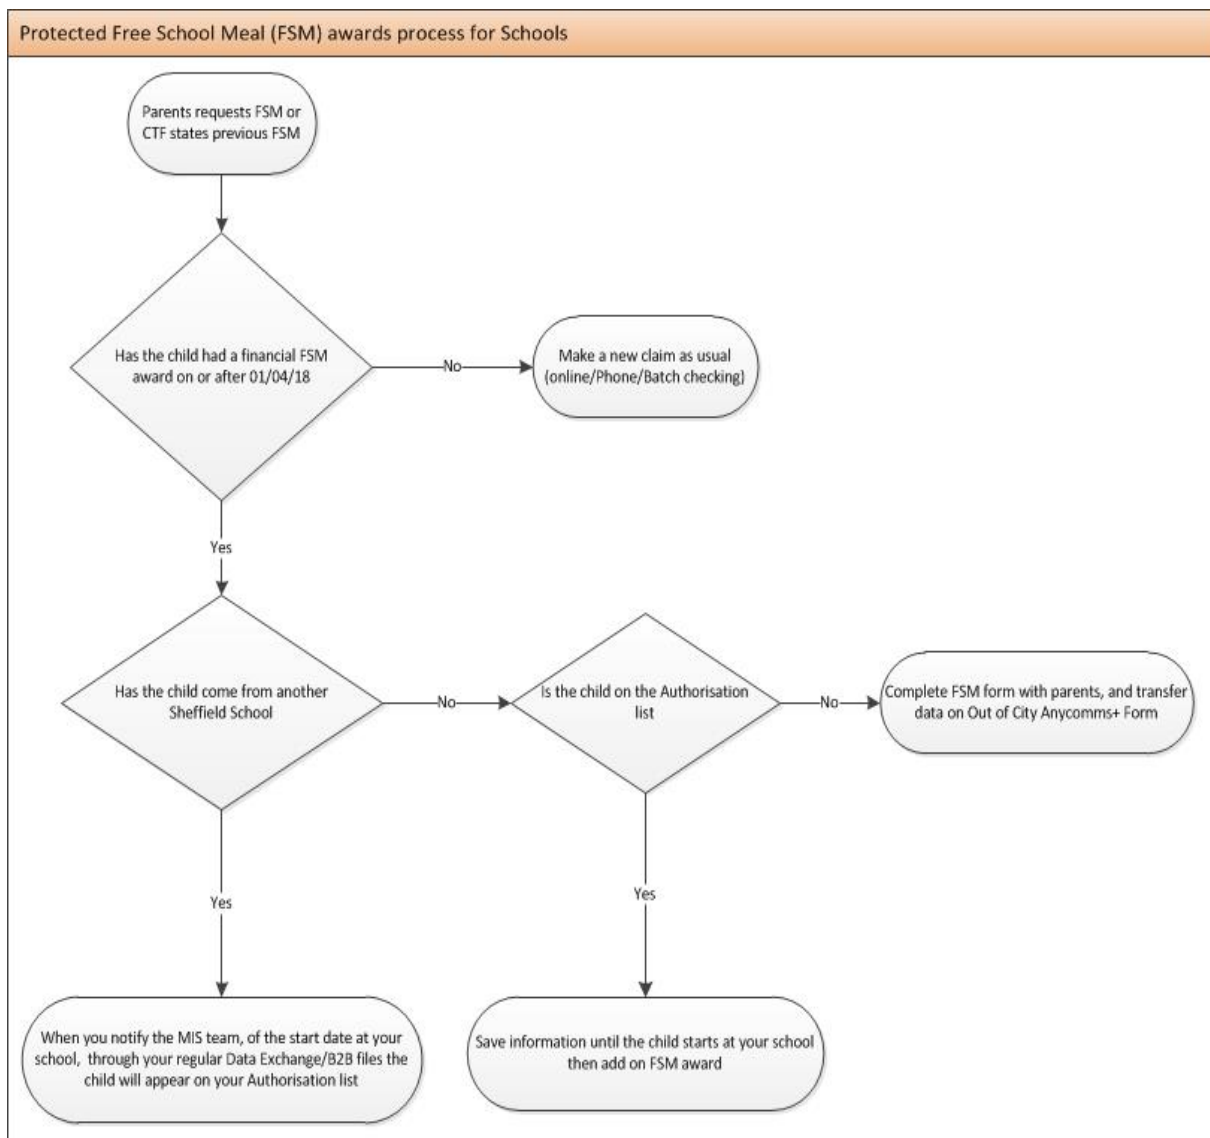 Protected Free School Meal (FSM) awards process for Schools
Parents requests FSM or
CTF states previous FSM
Has the child had a financial FSM
award on or after 01/04/18
No
Make a new claim as usual
(online/Phone/Batch checking)
Yes
Has the child come from another
Sheffield School
No
Is the child on the Authorisation
list
No
Complete FSM form with parents, and transfer
data on Out of City Anycomms+ Form
Yes
Yes
When you notify the MIS team, of the start date at your
school, through your regular Data Exchange/B2B files the
child will appear on your Authorisation list
Save information until the child starts at your school
then add on FSM award